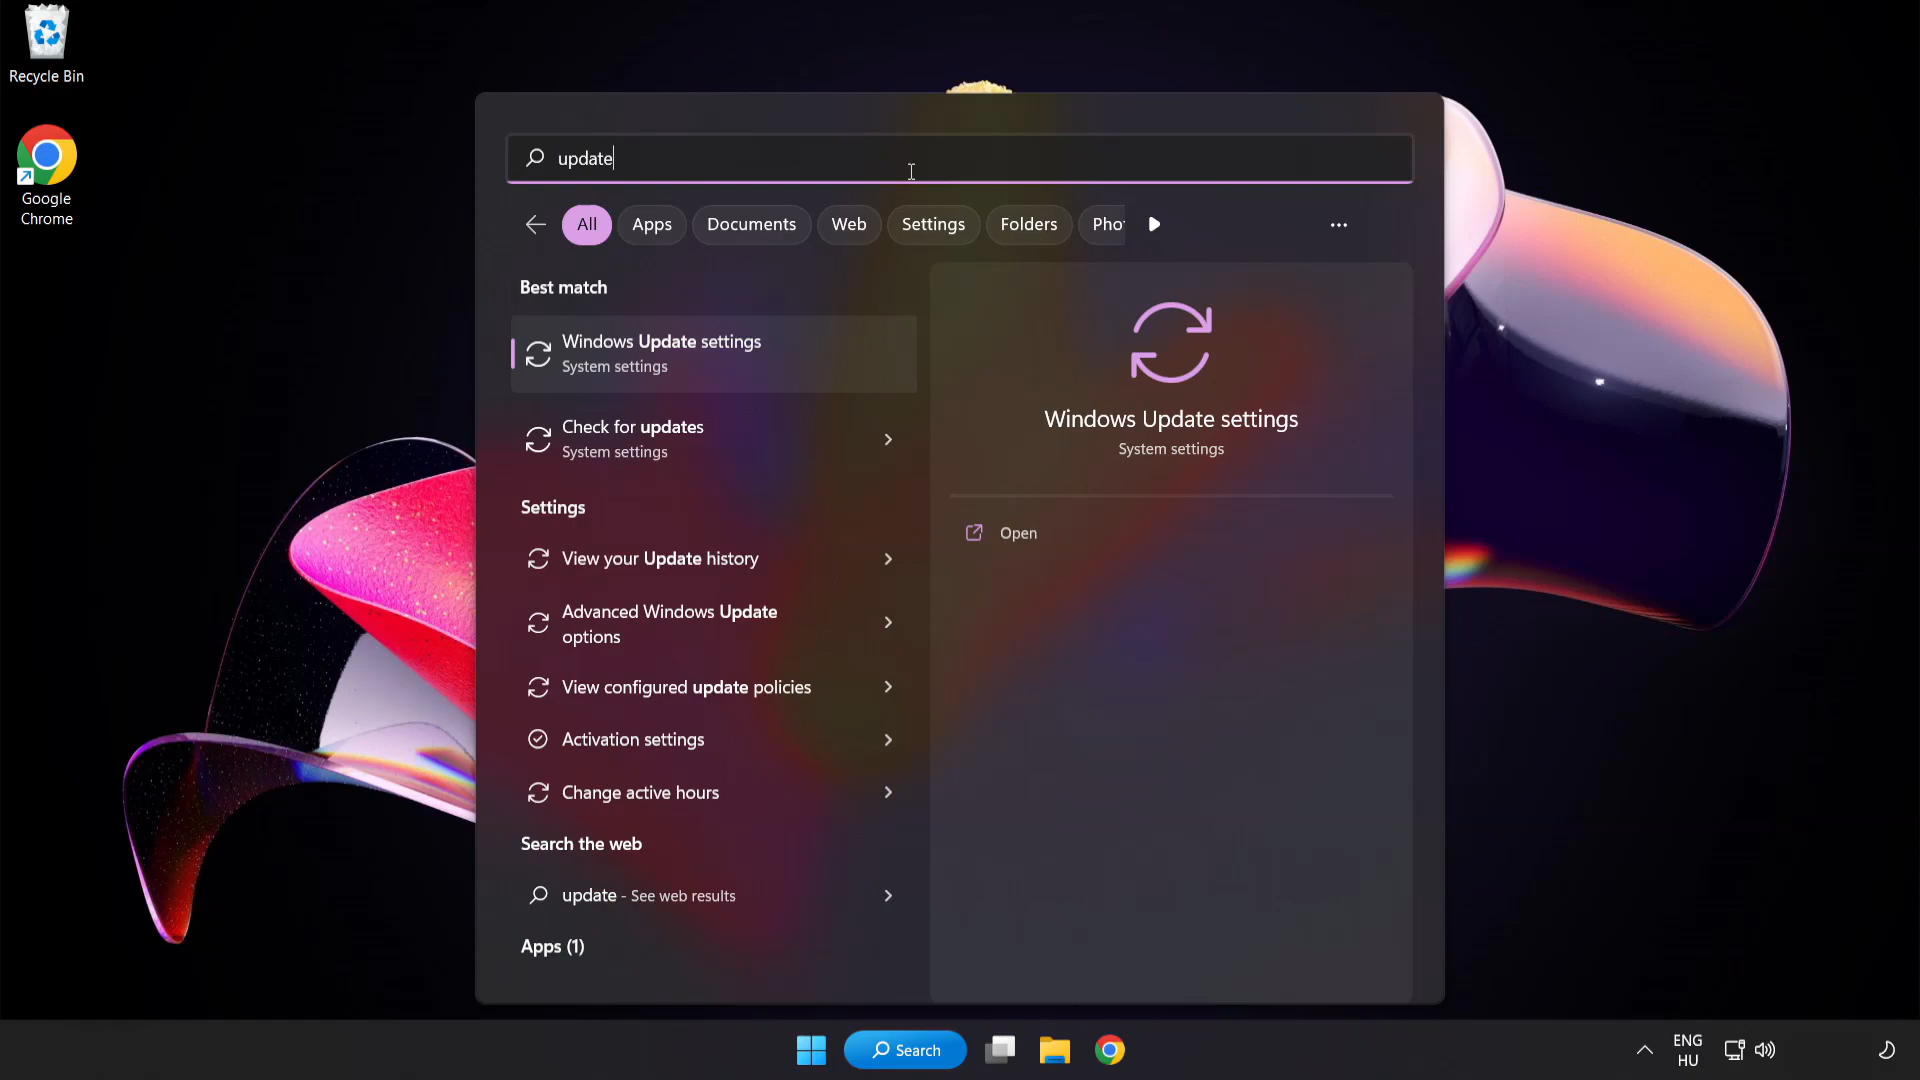 Recycle Bin
Google
Chrome
update
All
Apps
Documents
Web
Settings
Folders
Pho
Best match
Windows Update settings
System settings
Check for updates
System settings
Settings
View your Update history
Advanced Windows Update
options
View configured update policies
Activation settings
Change active hours
Search the web
update - See web results
Apps (1)
Windows Update settings
System settings
Open
Search
ENG
HU